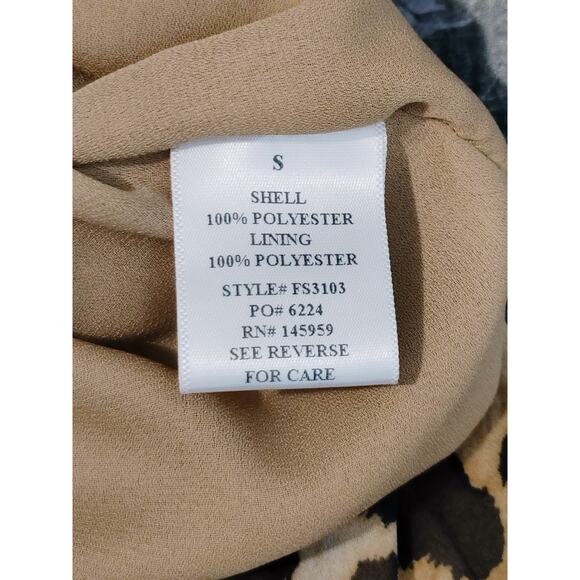 S
SHELL
100% POLYESTER
LINING
100% POLYESTER
STYLE# FS3103
PO# 6224
RN# 145959
SEE REVERSE
FOR CARE